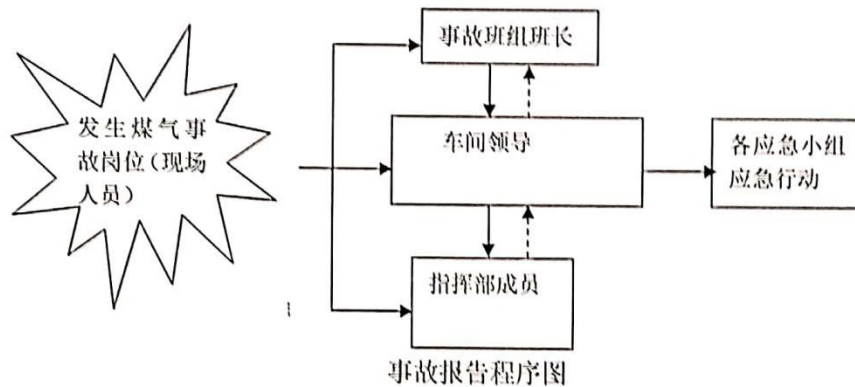 事故班组班长
发生煤气事
故岗位(现场
人员)
车间领导
各应急小组
应急行动
指挥部成员
事故报告程序图